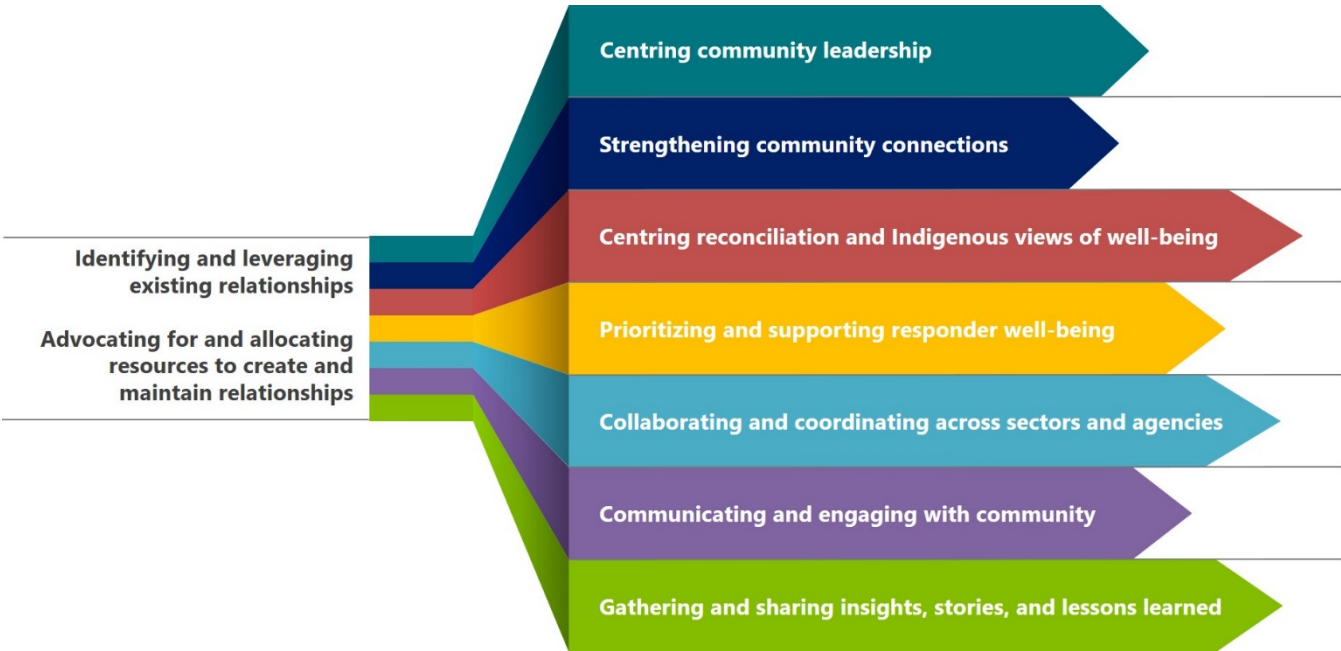 Identifying and leveraging
existing relationships
Advocating for and allocating
resources to create and
maintain relationships
Centring community leadership
Strengthening community connections
Centring reconciliation and Indigenous views of well-being
Prioritizing and supporting responder well-being
Collaborating and coordinating across sectors and agencies
Communicating and engaging with community
Gathering and sharing insights, stories, and lessons learned